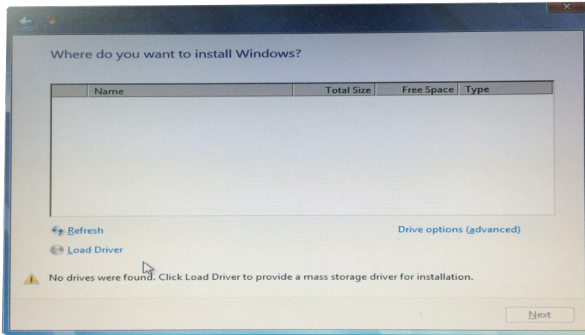 Where do you want to install Windows?
Name Total Size Free Space Type
Refresh Drive options (advanced)
Load Driver
No drives were found. Click Load Driver to provide a mass storage driver for installation.
Next